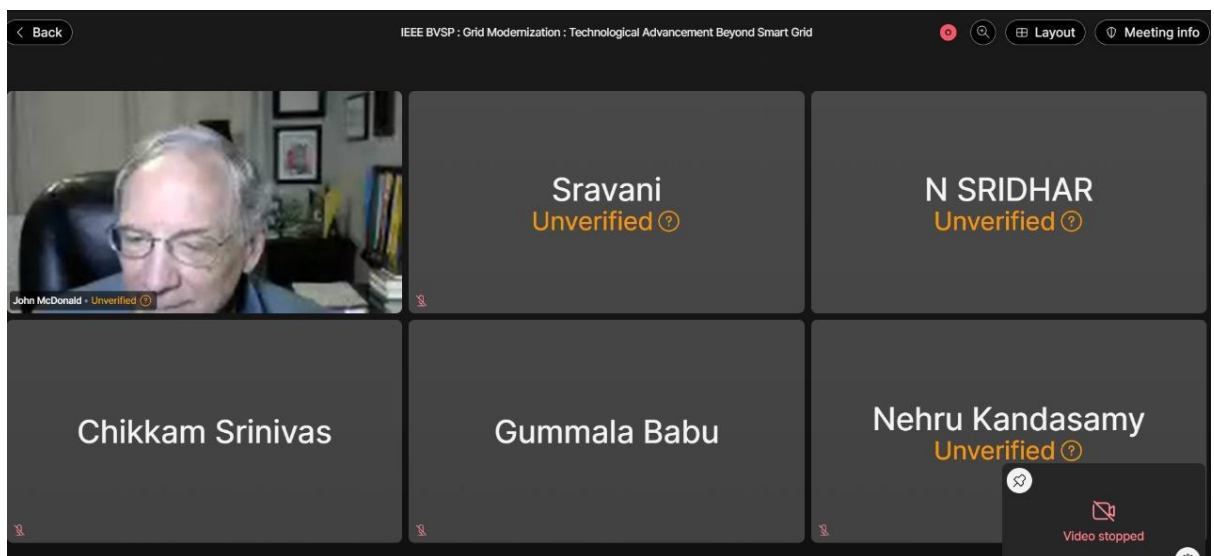 Back
IEEE BVSP : Grid Modernization : Technological Advancement Beyond Smart Grid
Layout
Meeting info
John McDonald • Unverified
Sravani
Unverified
N SRIDHAR
Unverified
Chikkam Srinivas
Gummala Babu
Nehru Kandasamy
Unverified
Video stopped